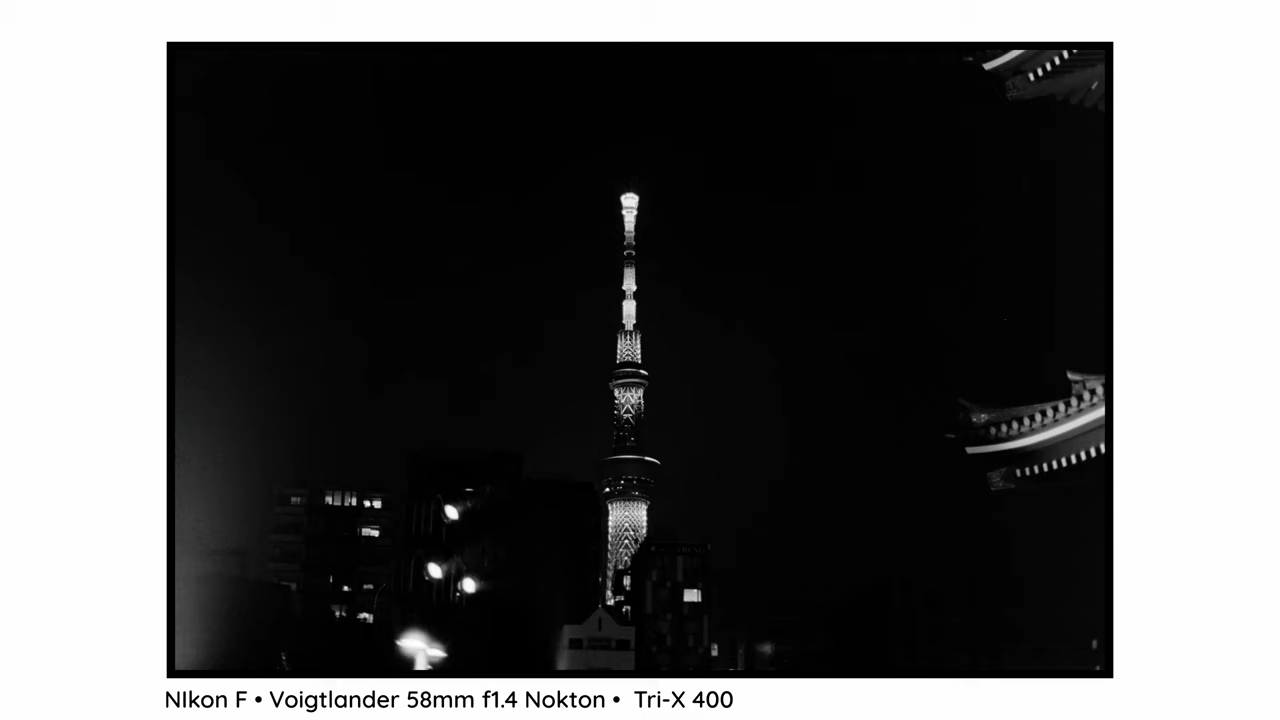 NIkon F • Voigtlander 58mm f1.4 Nokton • Tri-X 400